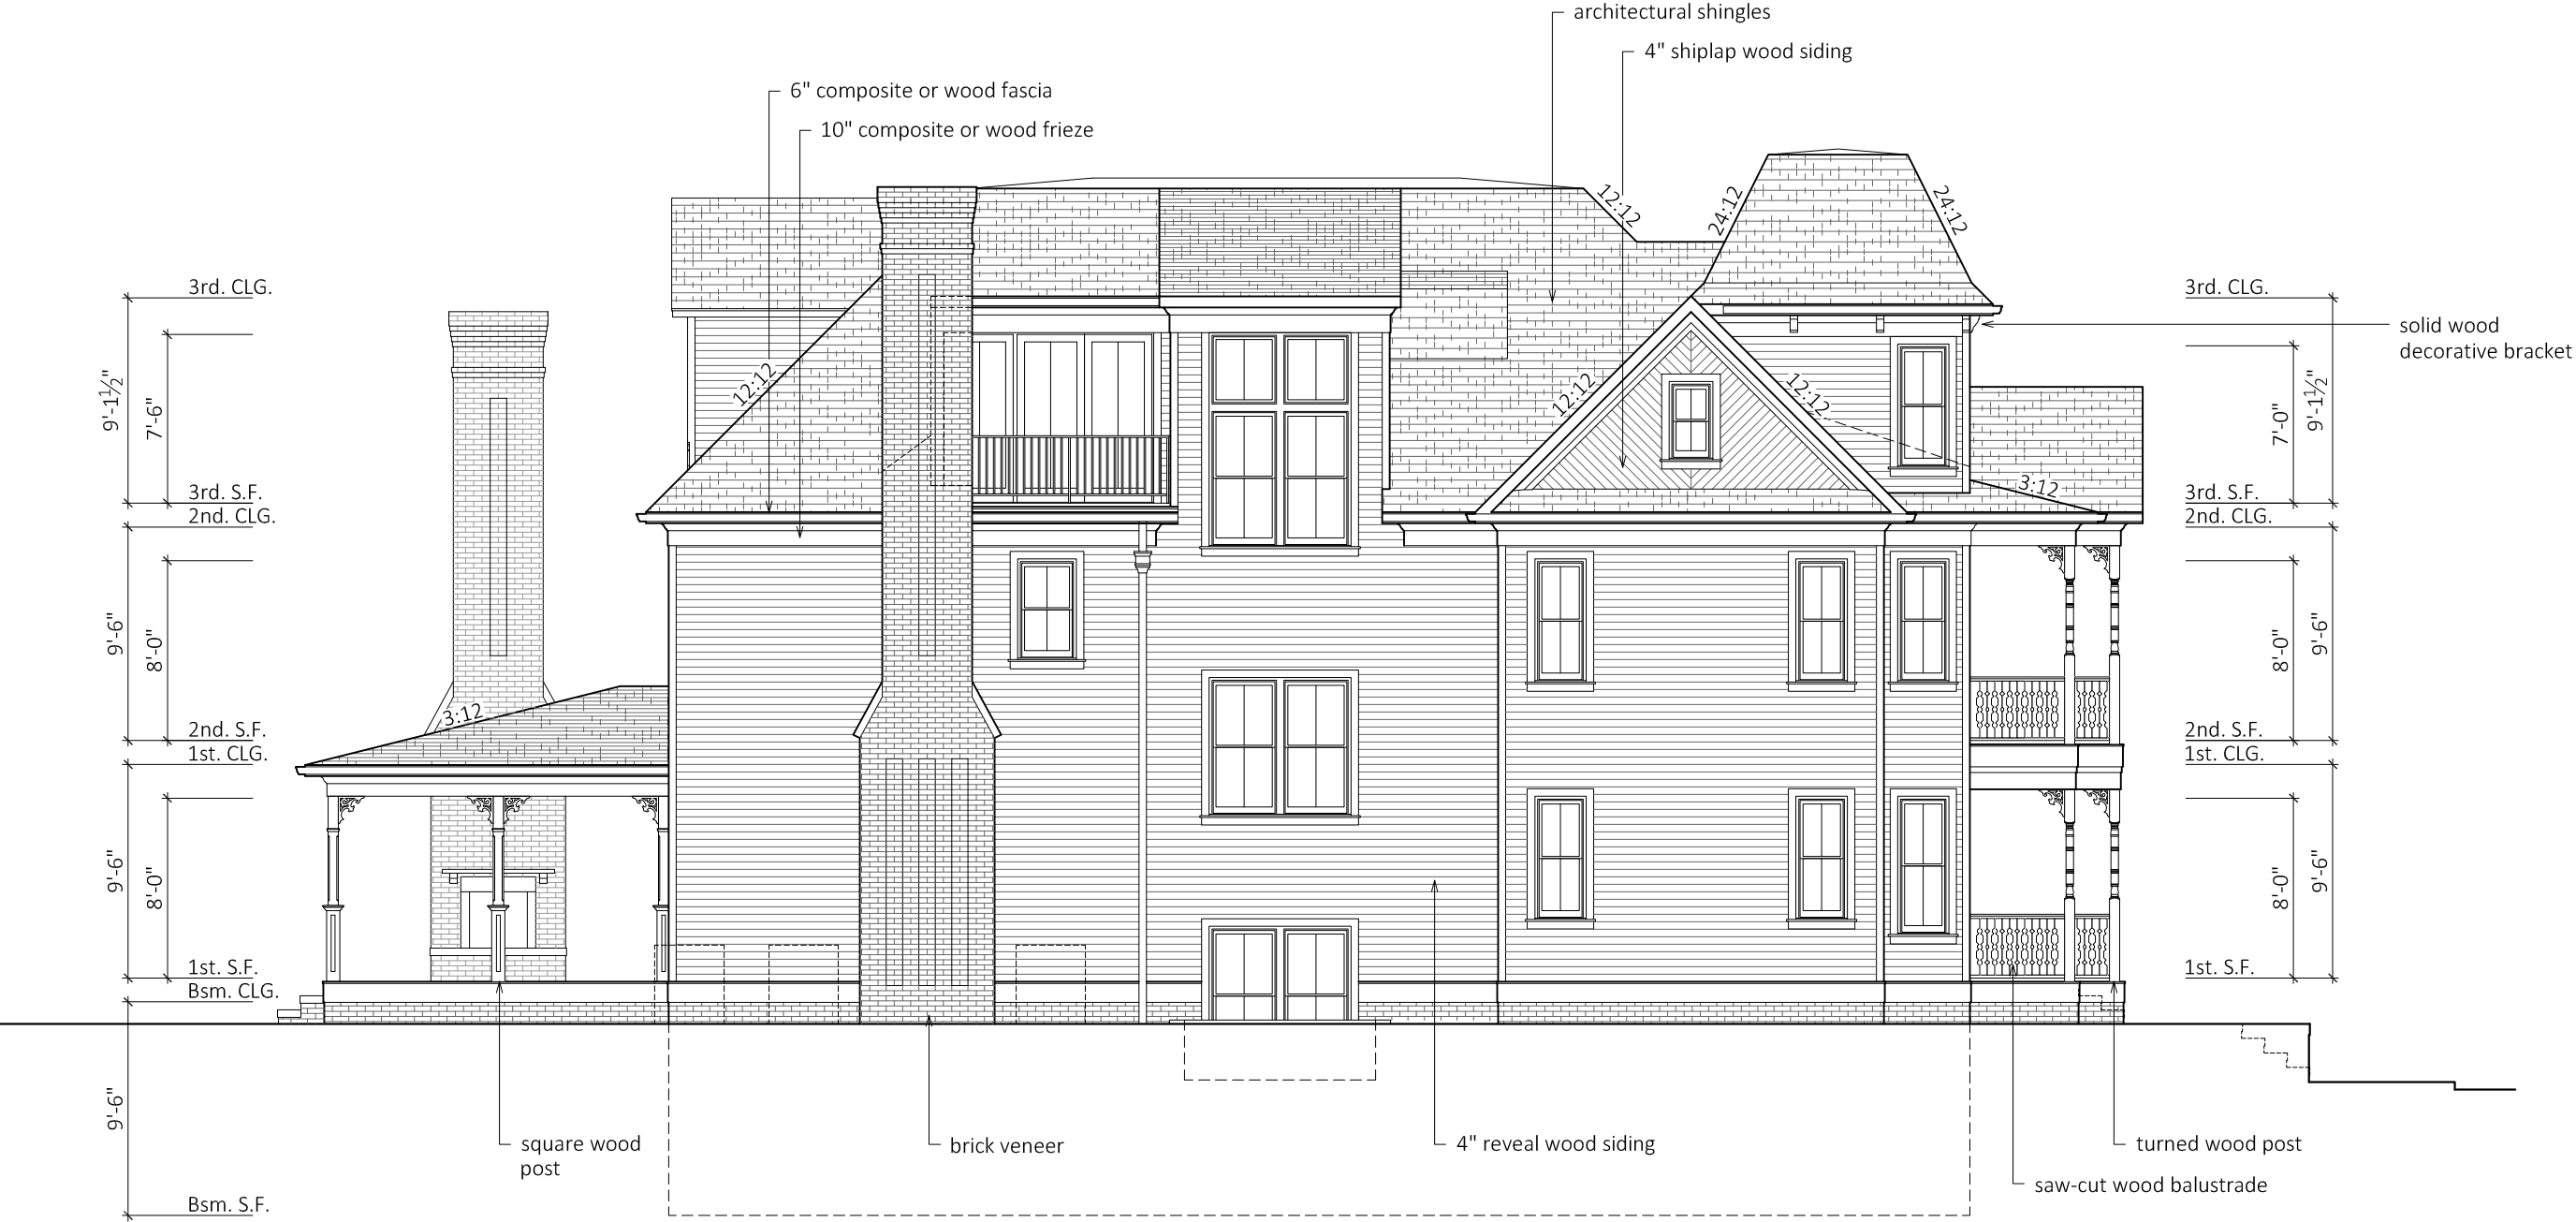 architectural shingles
4" shiplap wood siding
6" composite or wood fascia
10" composite or wood frieze
12:12
24:12
24:12
3rd. CLG.
3rd. CLG.
solid wood
decorative bracket
9'-1½"
7'-6"
12:12
12:12
12:12
7'-0"
9'-1½"
3rd. S.F.
2nd. CLG.
3:12
3rd. S.F.
2nd. CLG.
9'-6"
8'-0"
8'-0"
9'-6"
3:12
2nd. S.F.
1st. CLG.
2nd. S.F.
1st. CLG.
9'-6"
8'-0"
8'-0"
9'-6"
1st. S.F.
Bsm. CLG.
1st. S.F.
9'-6"
square wood
post
brick veneer
4" reveal wood siding
turned wood post
saw-cut wood balustrade
Bsm. S.F.